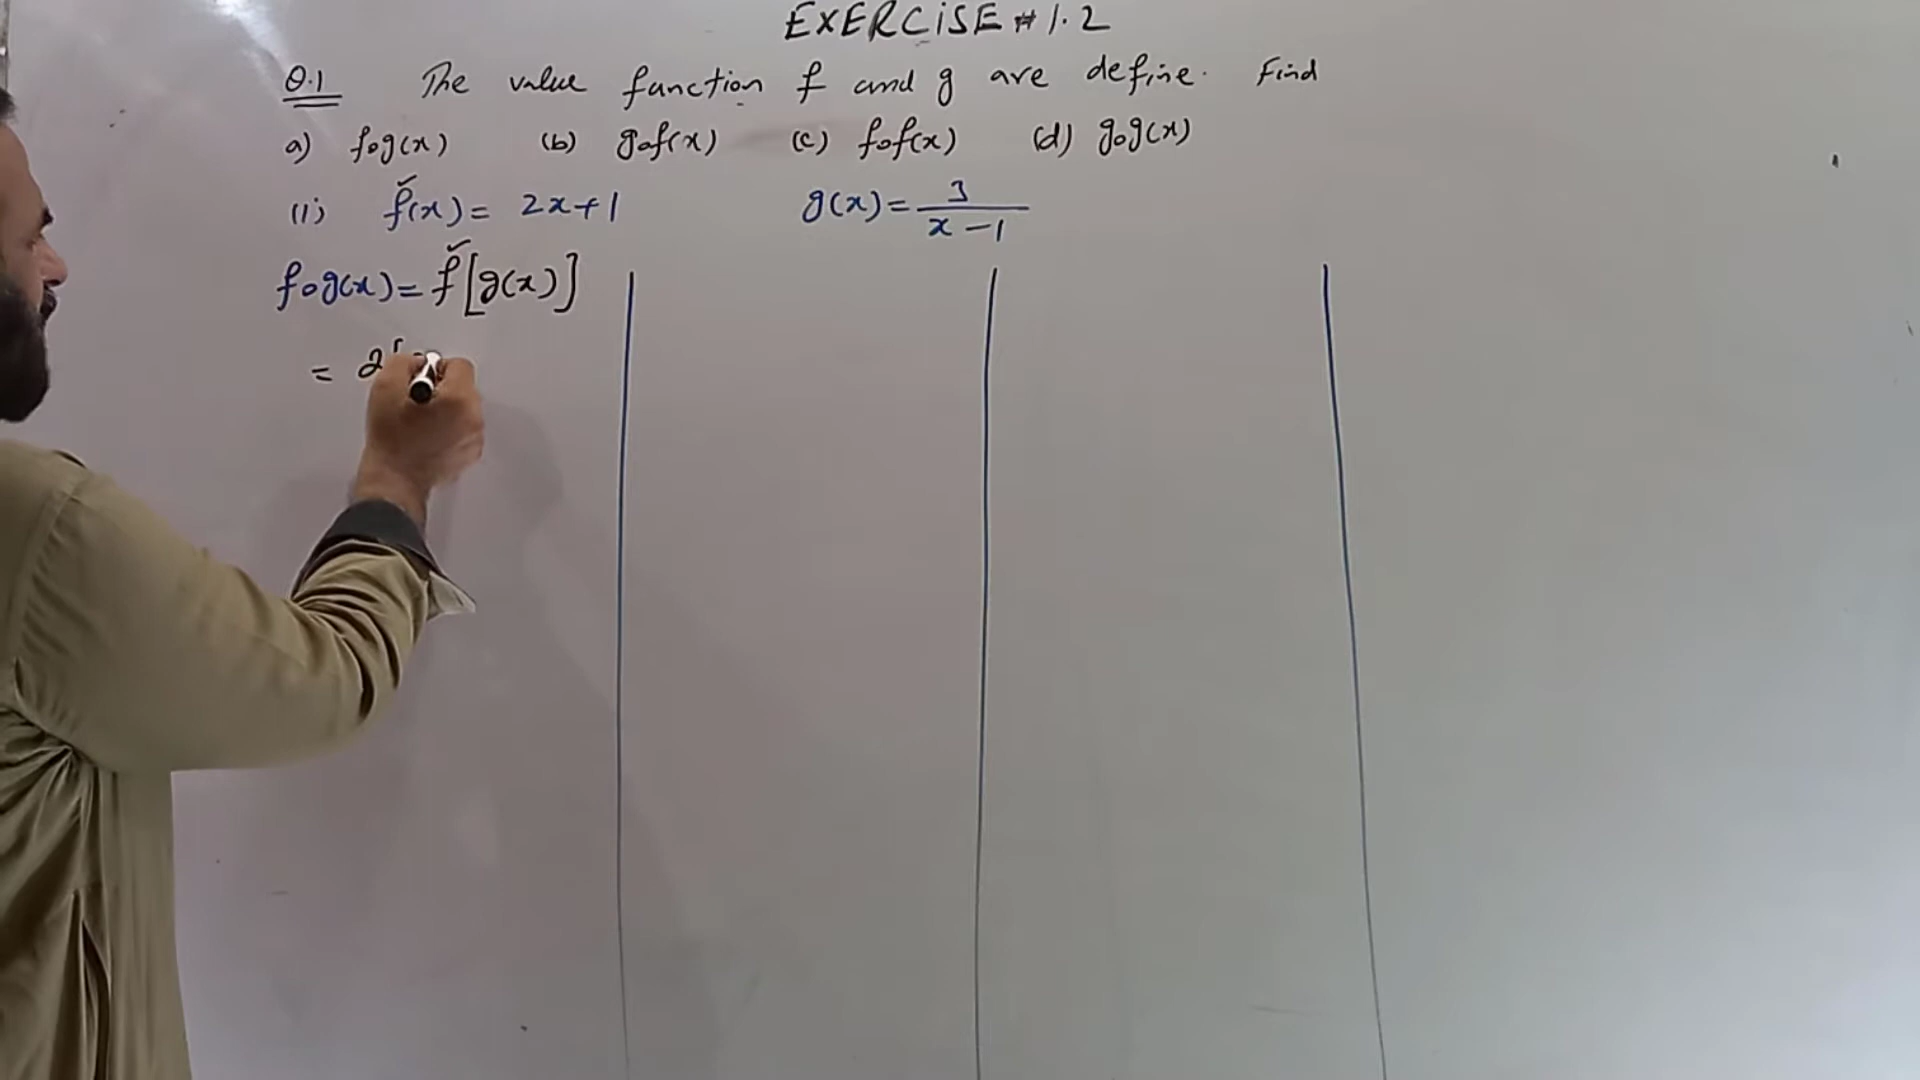 EXERCISE # 1.2
Q.1 The value function f and g are define. Find
a) fog(x) (b) gof(x) (c) fof(x) (d) gog(x)
(i) f(x) = 2x+1 g(x) = 3/(x-1)
fog(x) = f[g(x)]
= 2[